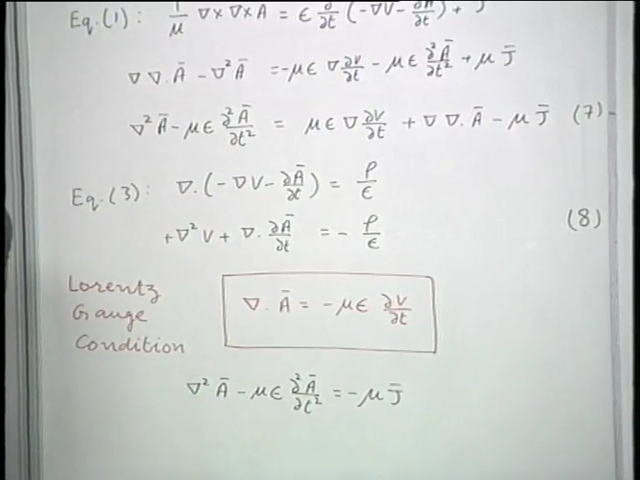 Eq.(1): 1/μ ∇×∇×A = ε ∂/∂t (-∇V - ∂Ā/∂t) + J
∇∇.Ā - ∇²Ā = -με ∇∂V/∂t - με ∂²Ā/∂t² + μJ̄
∇²Ā - με ∂²Ā/∂t² = με∇∂V/∂t + ∇∇.Ā - μJ̄ (7)
Eq.(3): ∇.(-∇V - ∂Ā/∂t) = ρ/ε
+∇²V + ∇.∂Ā/∂t = -ρ/ε (8)
Lorentz
Gauge
Condition
∇.Ā = -με ∂V/∂t
∇²Ā - με ∂²Ā/∂t² = -μJ̄